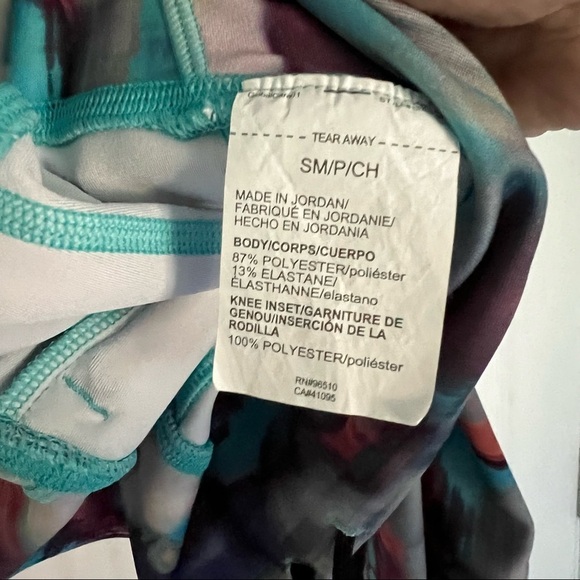 TEAR AWAY
SM/P/CH
MADE IN JORDAN/
FABRIQUÉ EN JORDANIE/
HECHO EN JORDANIA
BODY/CORPS/CUERPO
87% POLYESTER/poliéster
13% ELASTANE/
ÉLASTHANNE/elastano
KNEE INSET/GARNITURE DE
GENOU/INSERCIÓN DE LA
RODILLA
100% POLYESTER/poliéster
RN#96510
CA#41095